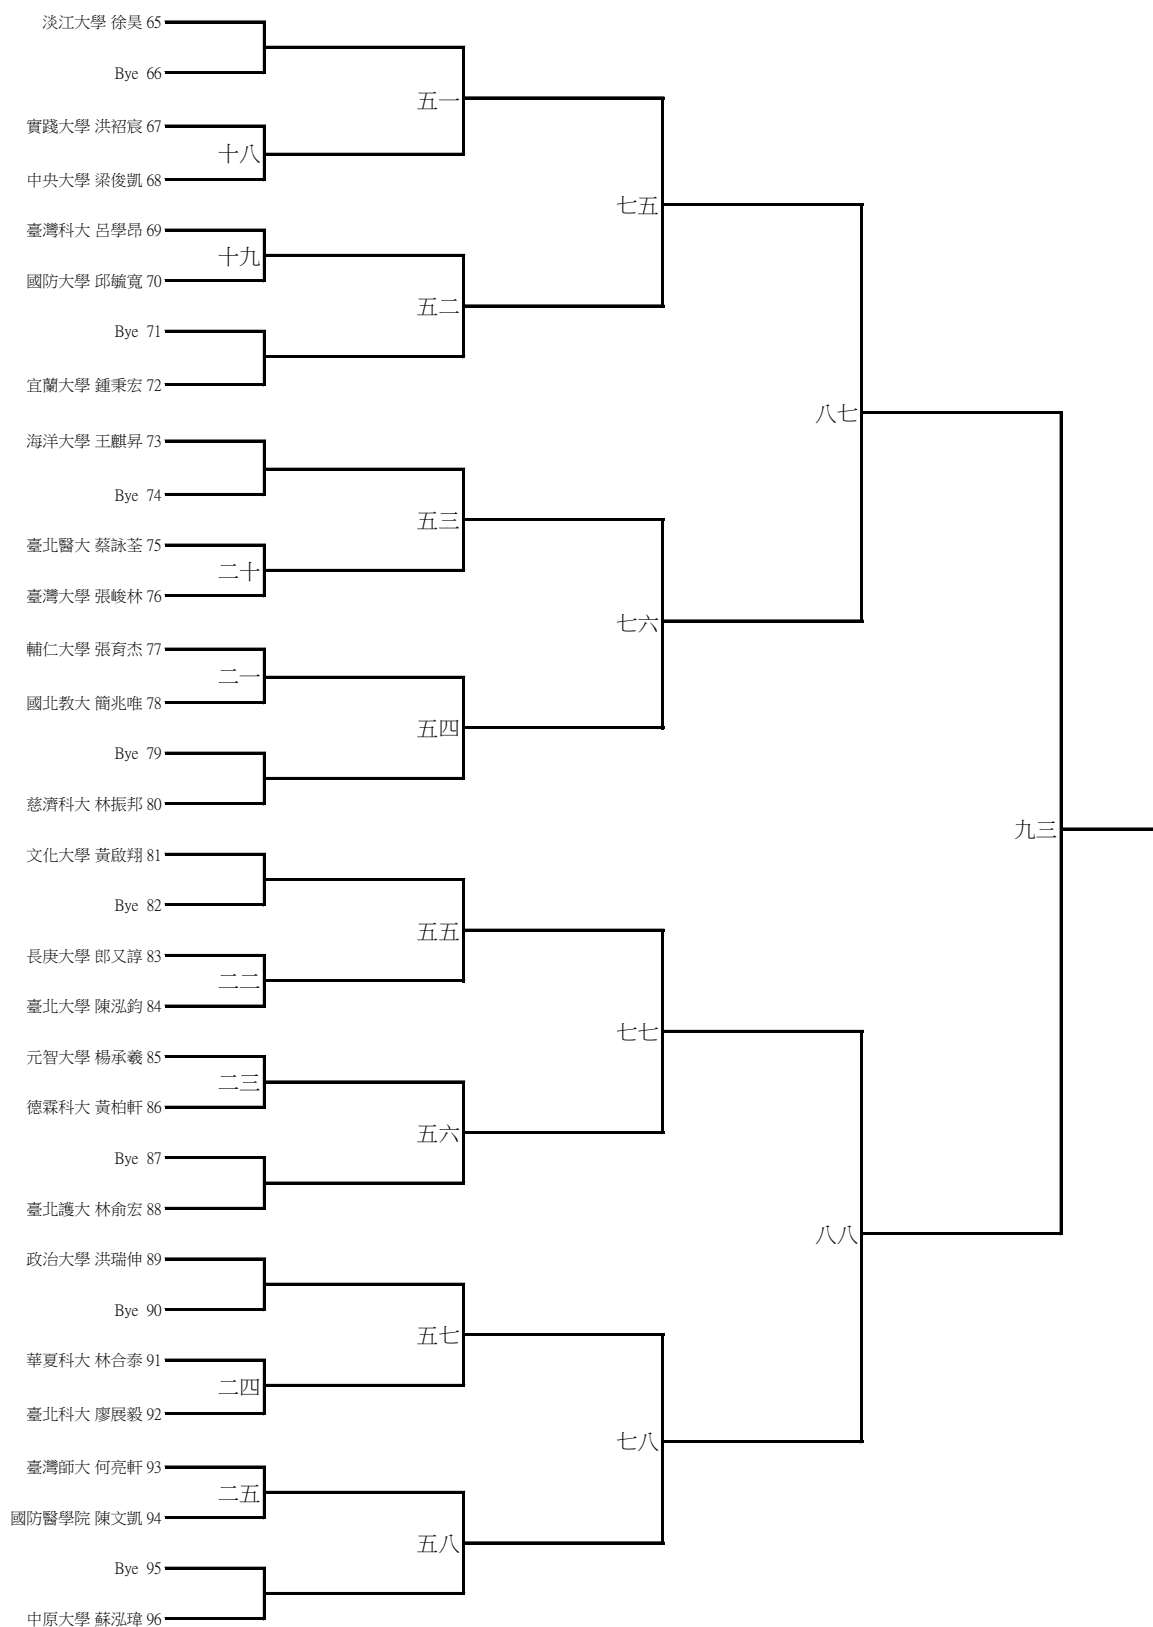 淡江大學 徐昊 65
Bye 66
五一
實踐大學 洪袑宸 67
十八
中央大學 梁俊凱 68
七五
臺灣科大 呂學昂 69
十九
國防大學 邱毓寬 70
五二
Bye 71
宜蘭大學 鍾秉宏 72
八七
海洋大學 王麒昇 73
Bye 74
五三
臺北醫大 蔡詠荃 75
二十
臺灣大學 張峻林 76
七六
輔仁大學 張育杰 77
二一
國北教大 簡兆唯 78
五四
Bye 79
慈濟科大 林振邦 80
九三
文化大學 黃啟翔 81
Bye 82
五五
長庚大學 郎又諄 83
二二
臺北大學 陳泓鈞 84
七七
元智大學 楊承羲 85
二三
德霖科大 黃柏軒 86
五六
Bye 87
臺北護大 林俞宏 88
八八
政治大學 洪瑞伸 89
Bye 90
五七
華夏科大 林合泰 91
二四
臺北科大 廖展毅 92
七八
臺灣師大 何亮軒 93
二五
國防醫學院 陳文凱 94
五八
Bye 95
中原大學 蘇泓瑋 96